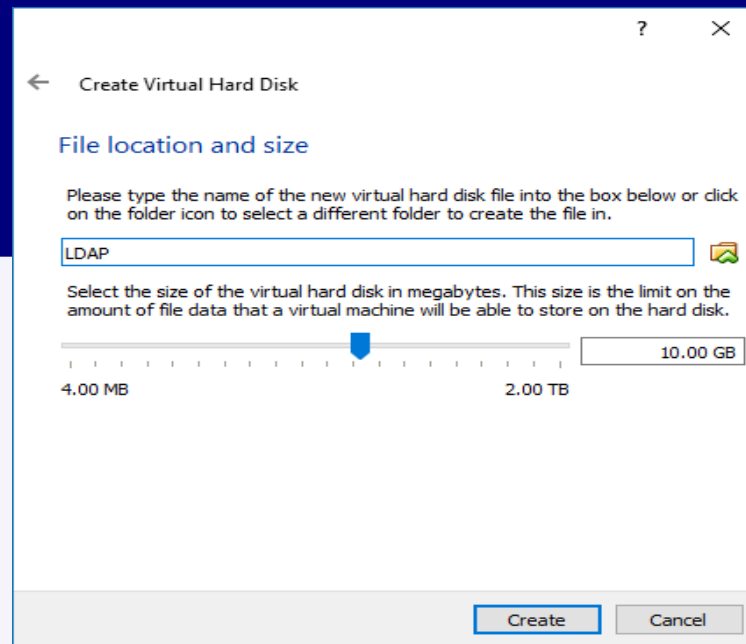 ?
Create Virtual Hard Disk
File location and size
Please type the name of the new virtual hard disk file into the box below or click
on the folder icon to select a different folder to create the file in.
LDAP
Select the size of the virtual hard disk in megabytes. This size is the limit on the
amount of file data that a virtual machine will be able to store on the hard disk.
10.00 GB
4.00 MB 2.00 TB
Create Cancel